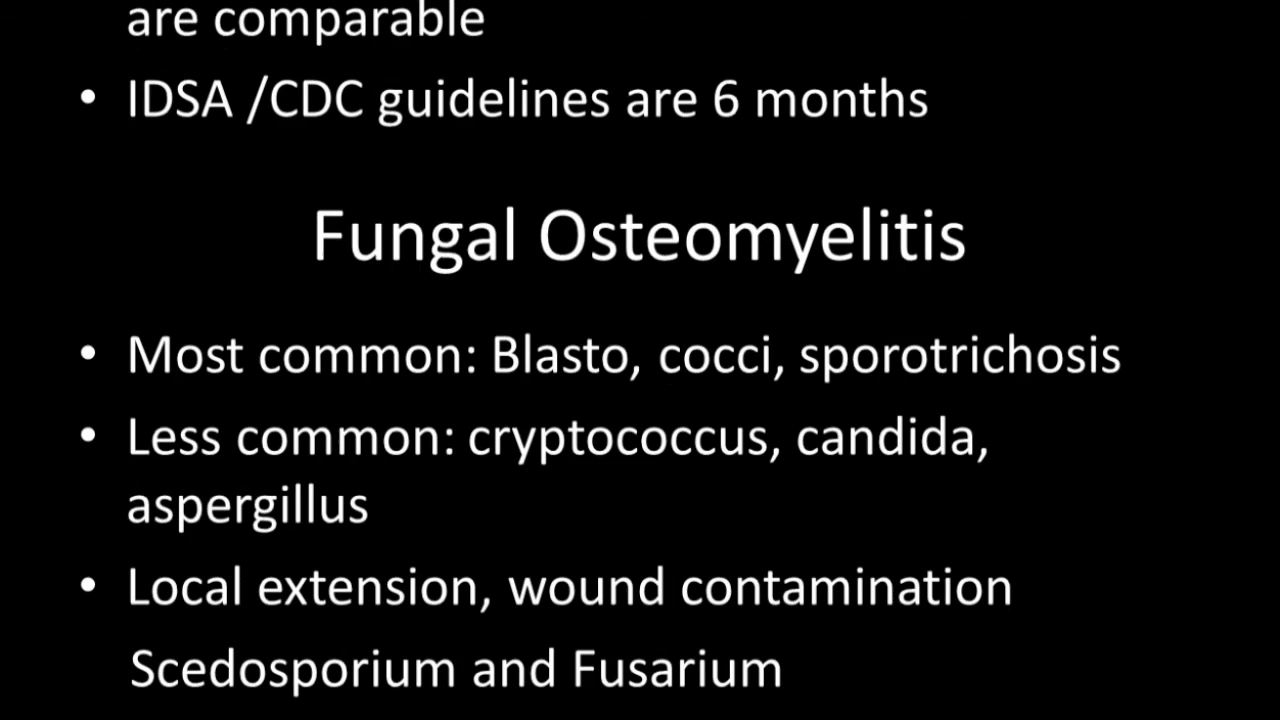 are comparable
• IDSA /CDC guidelines are 6 months
Fungal Osteomyelitis
• Most common: Blasto, cocci, sporotrichosis
• Less common: cryptococcus, candida,
aspergillus
• Local extension, wound contamination
Scedosporium and Fusarium